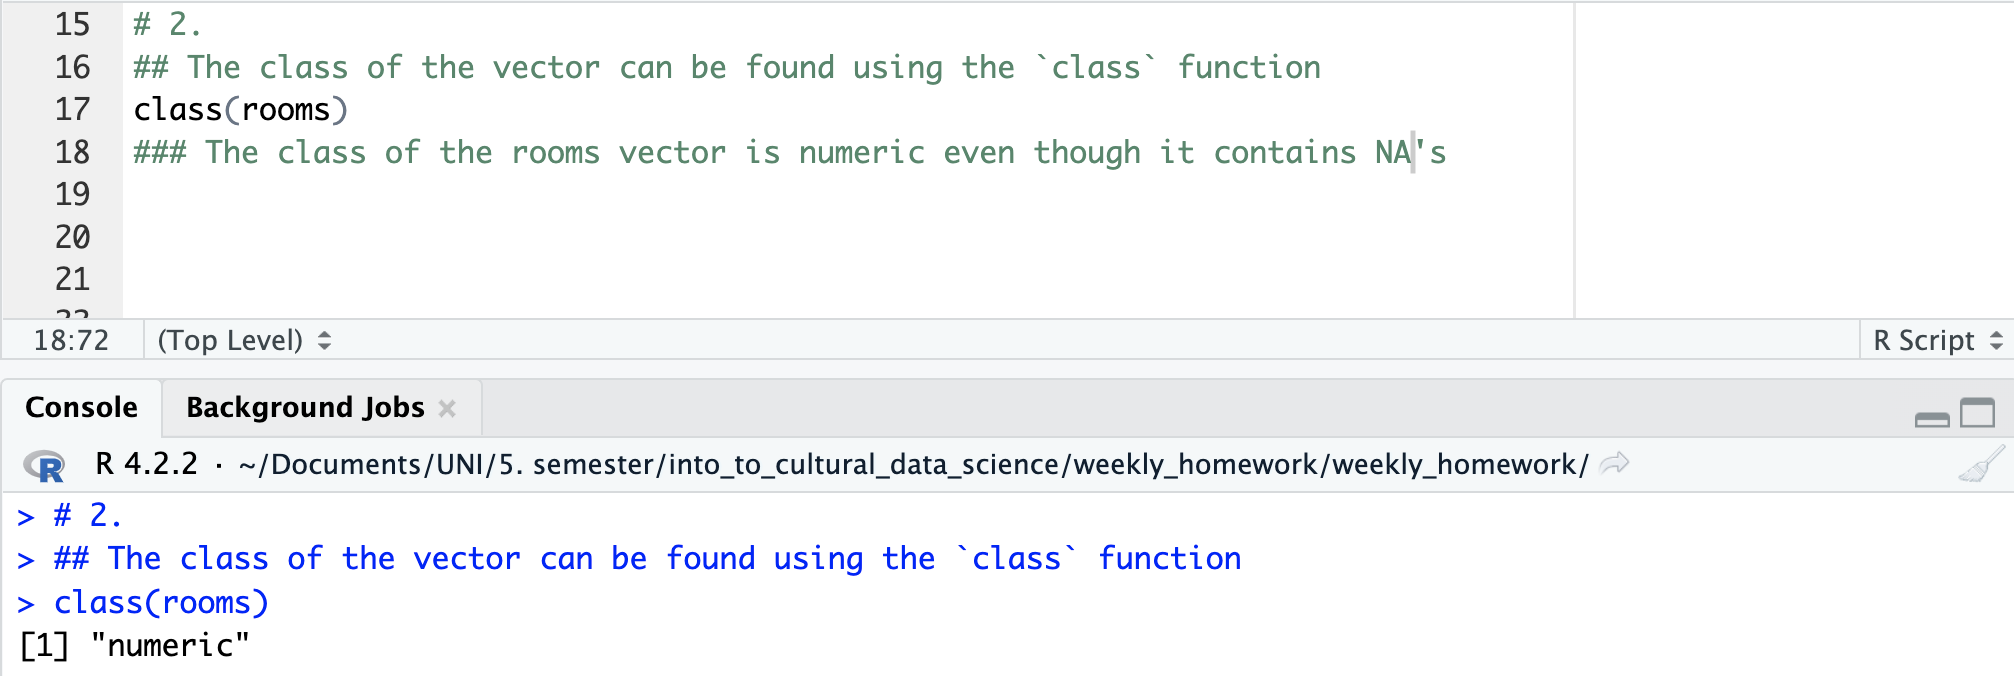 15 # 2.
16 ## The class of the vector can be found using the `class` function
17 class(rooms)
18 ### The class of the rooms vector is numeric even though it contains NA's
19
20
21
18:72 (Top Level) R Script
Console Background Jobs
R R 4.2.2 · ~/Documents/UNI/5. semester/into_to_cultural_data_science/weekly_homework/weekly_homework/
> # 2.
> ## The class of the vector can be found using the `class` function
> class(rooms)
[1] "numeric"